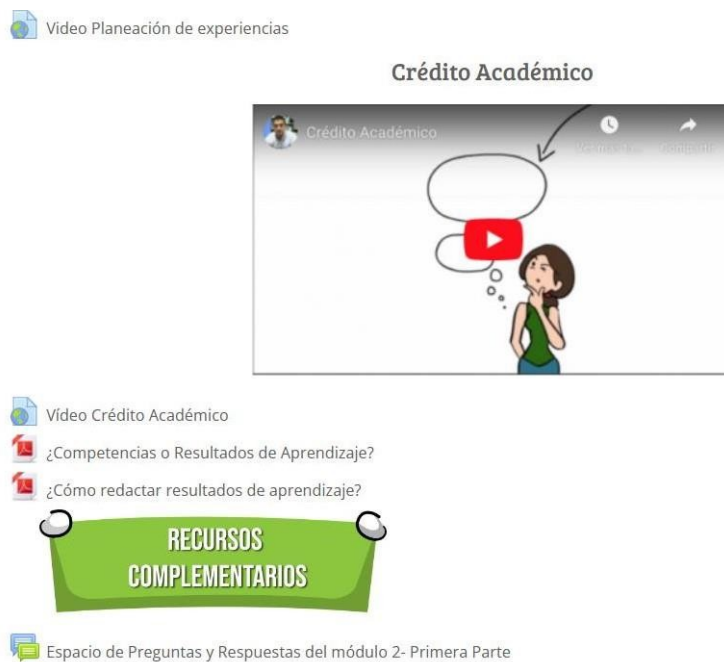 Video Planeación de experiencias
Crédito Académico
Crédito Académico
Vídeo Crédito Académico
¿Competencias o Resultados de Aprendizaje?
¿Cómo redactar resultados de aprendizaje?
RECURSOS
COMPLEMENTARIOS
Espacio de Preguntas y Respuestas del módulo 2- Primera Parte